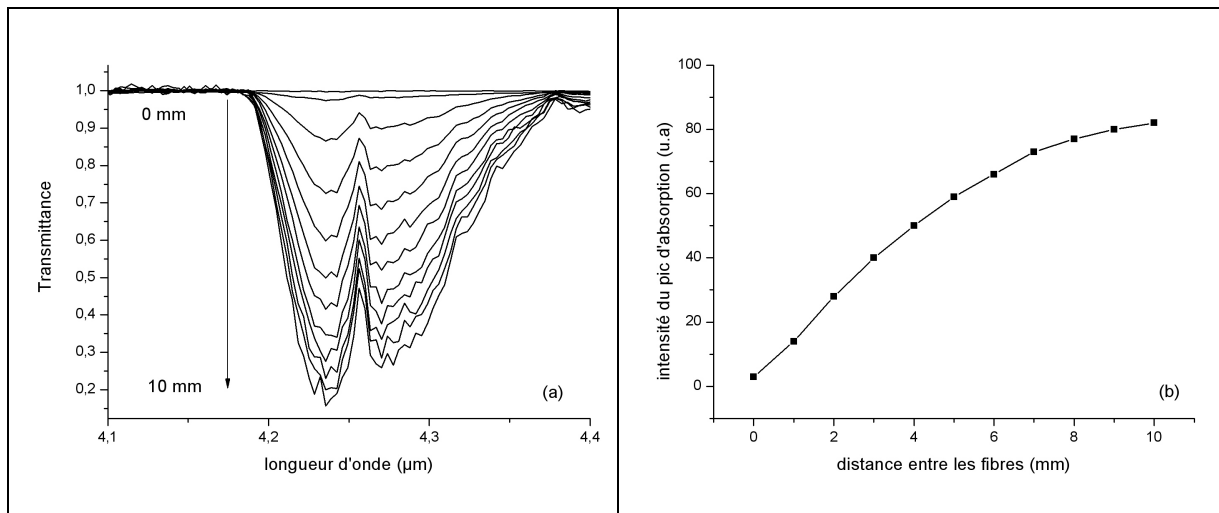 1,0
0,9
0,8
0,7
0,6
0,5
0,4
0,3
0,2
Transmittance
0 mm
10 mm
(a)
4,1 4,2 4,3 4,4
longueur d'onde (µm)
100
80
60
40
20
0
intensité du pic d'absorption (u.a)
(b)
0 2 4 6 8 10
distance entre les fibres (mm)